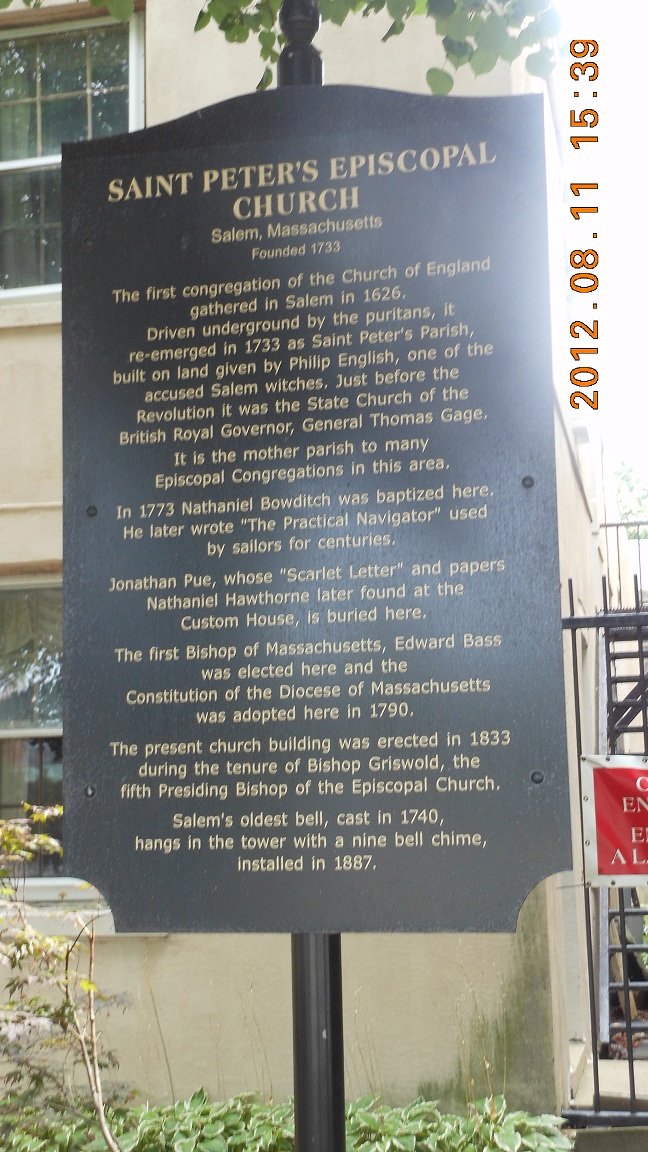 SAINT PETER'S EPISCOPAL
CHURCH
Salem, Massachusetts
Founded 1733
The first congregation of the Church of England
gathered in Salem in 1626.
Driven underground by the puritans, it
re-emerged in 1733 as Saint Peter's Parish,
built on land given by Philip English, one of the
accused Salem witches. Just before the
Revolution it was the State Church of the
British Royal Governor, General Thomas Gage.
It is the mother parish to many
Episcopal Congregations in this area.
In 1773 Nathaniel Bowditch was baptized here.
He later wrote "The Practical Navigator" used
by sailors for centuries.
Jonathan Pue, whose "Scarlet Letter" and papers
Nathaniel Hawthorne later found at the
Custom House, is buried here.
The first Bishop of Massachusetts, Edward Bass
was elected here and the
Constitution of the Diocese of Massachusetts
was adopted here in 1790.
The present church building was erected in 1833
during the tenure of Bishop Griswold, the
fifth Presiding Bishop of the Episcopal Church.
Salem's oldest bell, cast in 1740,
hangs in the tower with a nine bell chime,
installed in 1887.
2012.08.11 15:39